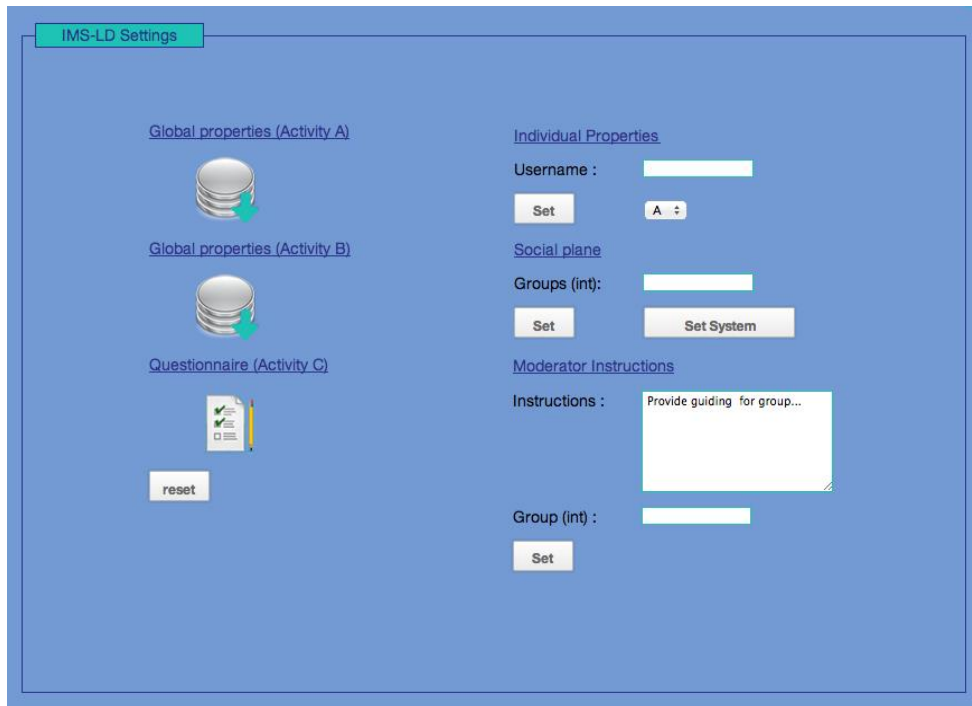 IMS-LD Settings
Global properties (Activity A)
Global properties (Activity B)
Questionnaire (Activity C)
reset
Individual Properties
Username :
Set
A
Social plane
Groups (int):
Set
Set System
Moderator Instructions
Instructions :
Provide guiding for group...
Group (int) :
Set